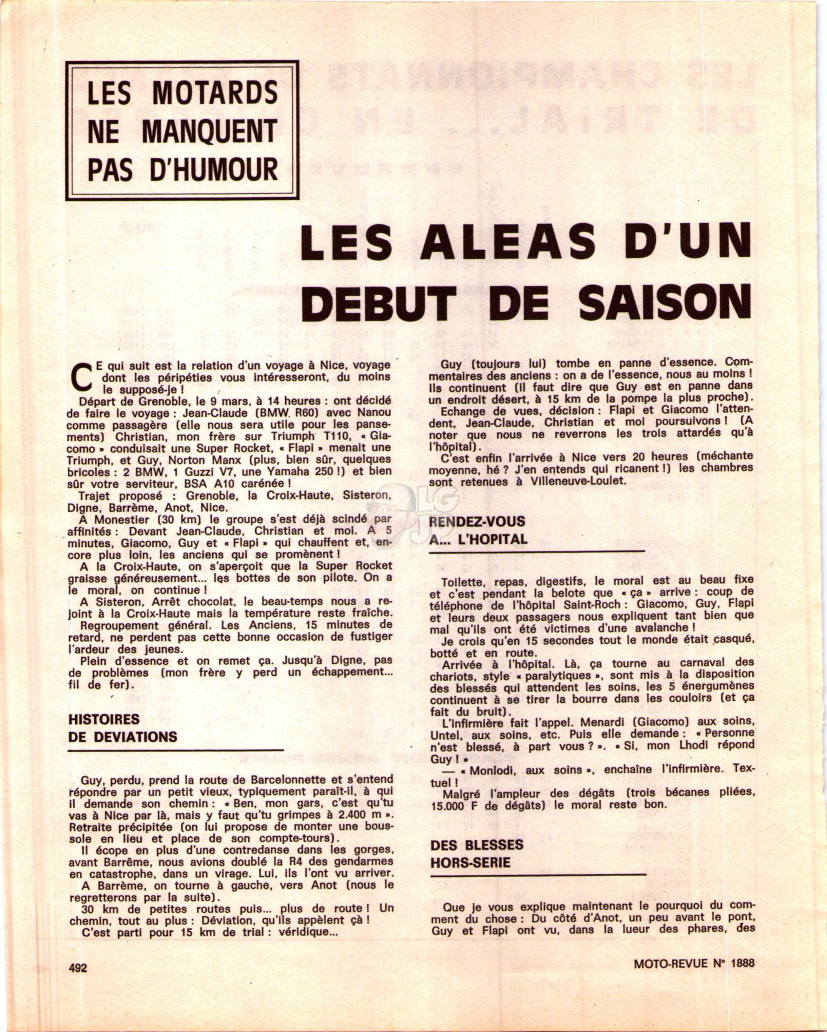 LES MOTARDS
NE MANQUENT
PAS D'HUMOUR
LES ALEAS D'UN
DEBUT DE SAISON
CE qui suit est la relation d'un voyage à Nice, voyage
dont les péripéties vous intéresseront, du moins
le supposé-je !
Départ de Grenoble, le 9 mars, à 14 heures : ont décidé
de faire le voyage : Jean-Claude (BMW R60) avec Nanou
comme passagère (elle nous sera utile pour les panse-
ments) Christian, mon frère sur Triumph T110, « Gia-
como » conduisait une Super Rocket, « Flapi » menait une
Triumph, et Guy, Norton Manx (plus, bien sûr, quelques
bricoles : 2 BMW, 1 Guzzi V7, une Yamaha 250 !) et bien
sûr votre serviteur, BSA A10 carénée !
Trajet proposé : Grenoble, la Croix-Haute, Sisteron,
Digne, Barrème, Anot, Nice.
A Monestier (30 km) le groupe s'est déjà scindé par
affinités : Devant Jean-Claude, Christian et moi. A 5
minutes, Giacomo, Guy et « Flapi » qui chauffent et, en-
core plus loin, les anciens qui se promènent !
A la Croix-Haute, on s'aperçoit que la Super Rocket
graisse généreusement... les bottes de son pilote. On a
le moral, on continue !
A Sisteron, Arrêt chocolat, le beau-temps nous a re-
joint à la Croix-Haute mais la température reste fraîche.
Regroupement général. Les Anciens, 15 minutes de
retard, ne perdent pas cette bonne occasion de fustiger
l'ardeur des jeunes.
Plein d'essence et on remet ça. Jusqu'à Digne, pas
de problèmes (mon frère y perd un échappement...
fil de fer).
HISTOIRES
DE DEVIATIONS
Guy, perdu, prend la route de Barcelonnette et s'entend
répondre par un petit vieux, typiquement paraît-il, à qui
il demande son chemin : « Ben, mon gars, c'est qu'tu
vas à Nice par là, mais y faut qu'tu grimpes à 2.400 m ».
Retraite précipitée (on lui propose de monter une bous-
sole en lieu et place de son compte-tours).
Il écope en plus d'une contredanse dans les gorges,
avant Barrême, nous avions doublé la R4 des gendarmes
en catastrophe, dans un virage. Lui, ils l'ont vu arriver.
A Barrème, on tourne à gauche, vers Anot (nous le
regretterons par la suite).
30 km de petites routes puis... plus de route ! Un
chemin, tout au plus : Déviation, qu'ils appèlent çà !
C'est parti pour 15 km de trial : véridique...
Guy (toujours lui) tombe en panne d'essence. Com-
mentaires des anciens : on a de l'essence, nous au moins !
Ils continuent (il faut dire que Guy est en panne dans
un endroit désert, à 15 km de la pompe la plus proche).
Echange de vues, décision : Flapi et Giacomo l'atten-
dent, Jean-Claude, Christian et moi poursuivons ! (A
noter que nous ne reverrons les trois attardés qu'à
l'hôpital).
C'est enfin l'arrivée à Nice vers 20 heures (méchante
moyenne, hé ? J'en entends qui ricanent !) les chambres
sont retenues à Villeneuve-Loulet.
RENDEZ-VOUS
A... L'HOPITAL
Toilette, repas, digestifs, le moral est au beau fixe
et c'est pendant la belote que « ça » arrive : coup de
téléphone de l'hôpital Saint-Roch : Giacomo, Guy, Flapi
et leurs deux passagers nous expliquent tant bien que
mal qu'ils ont été victimes d'une avalanche !
Je crois qu'en 15 secondes tout le monde était casqué,
botté et en route.
Arrivée à l'hôpital. Là, ça tourne au carnaval des
chariots, style « paralytiques », sont mis à la disposition
des blessés qui attendent les soins, les 5 énergumènes
continuent à se tirer la bourre dans les couloirs (et ça
fait du bruit).
L'infirmière fait l'appel. Menardi (Giacomo) aux soins,
Untel, aux soins, etc. Puis elle demande : « Personne
n'est blessé, à part vous ? ». « Si, mon Lhodi répond
Guy ! »
— « Monlodi, aux soins », enchaîne l'infirmière. Tex-
tuel !
Malgré l'ampleur des dégâts (trois bécanes pliées,
15.000 F de dégâts) le moral reste bon.
DES BLESSES
HORS-SERIE
Que je vous explique maintenant le pourquoi du com-
ment du chose : Du côté d'Anot, un peu avant le pont,
Guy et Flapi ont vu, dans la lueur des phares, des
492
MOTO-REVUE N° 1888